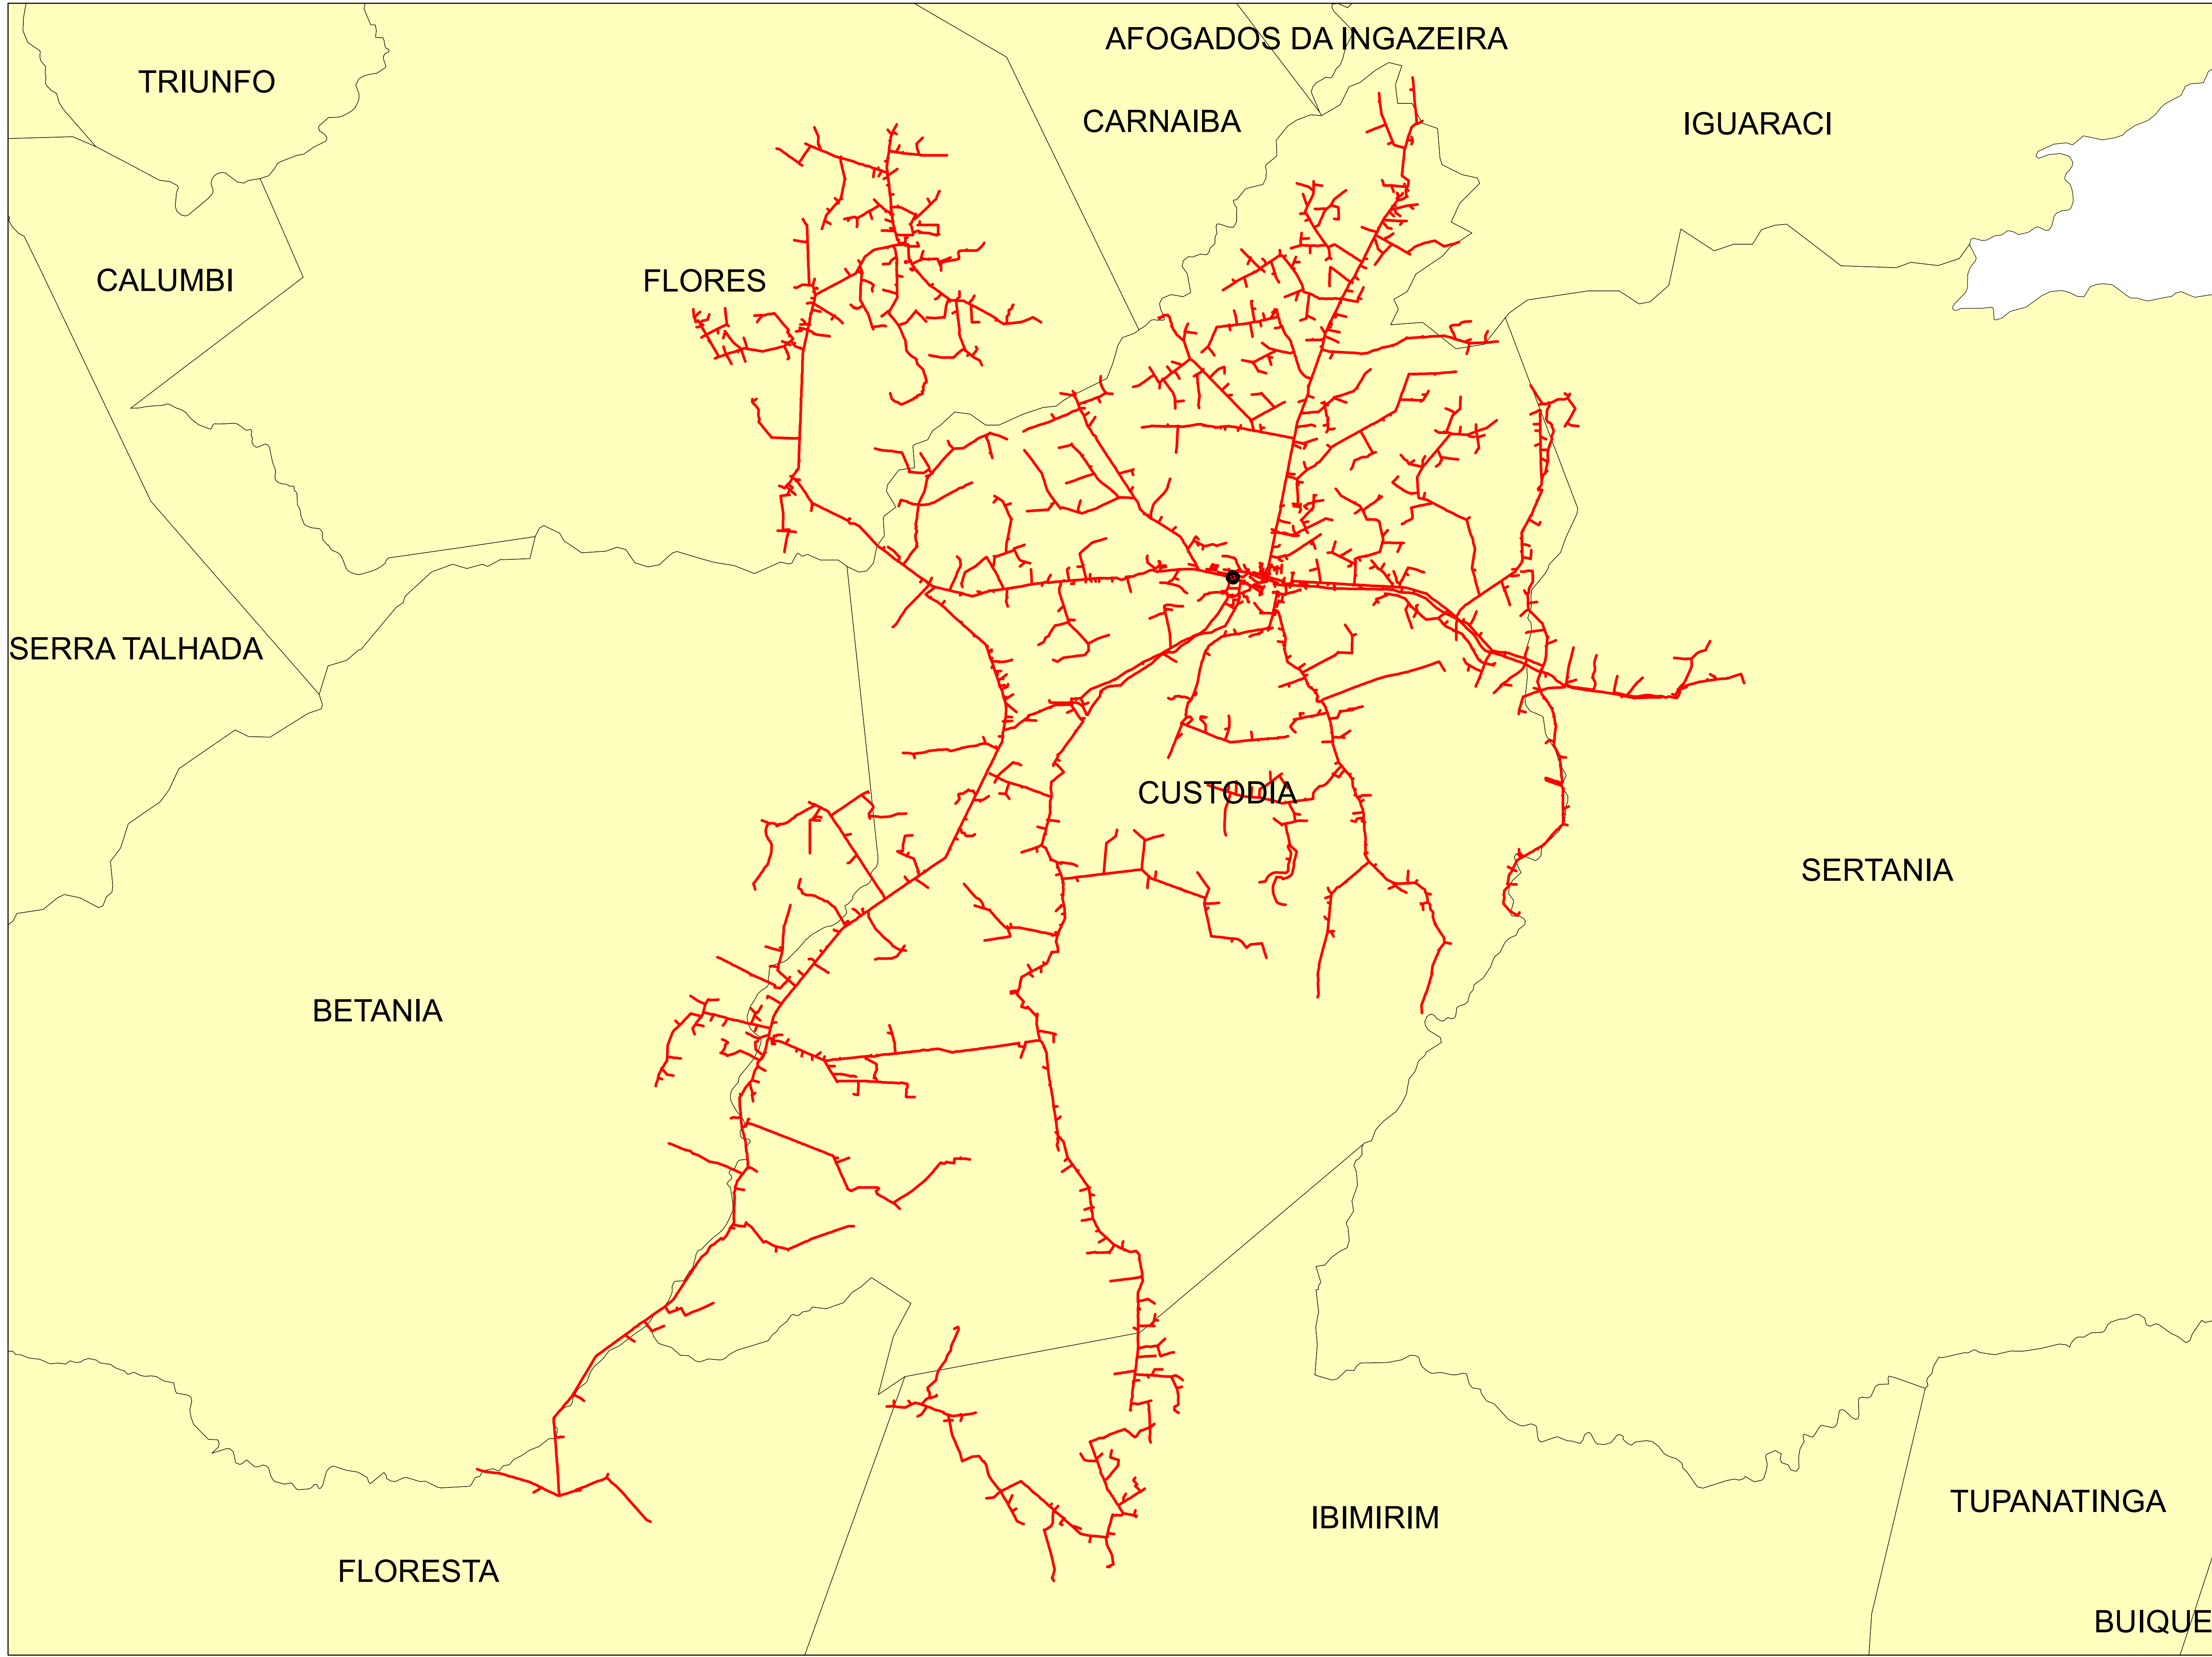 AFOGADOS DA INGAZEIRA
TRIUNFO
CARNAIBA
IGUARACI
CALUMBI
FLORES
SERRA TALHADA
CUSTODIA
SERTANIA
BETANIA
TUPANATINGA
IBIMIRIM
FLORESTA
BUIQUE